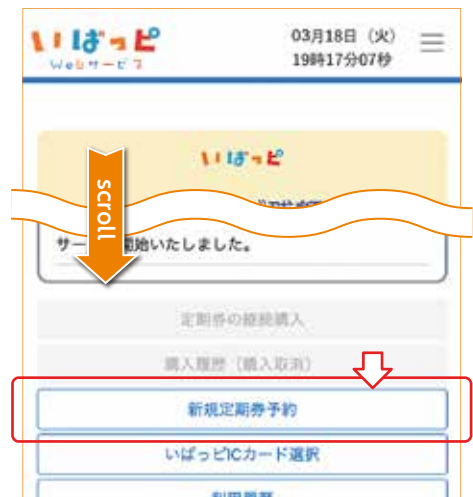 いばっピ
Webサービス
03月18日（火）
19時17分07秒
いばっピ
scroll
サー
開始いたしました。
定期券の継続購入
購入履歴（購入取消）
新規定期券予約
いばっピICカード選択
利用履歴